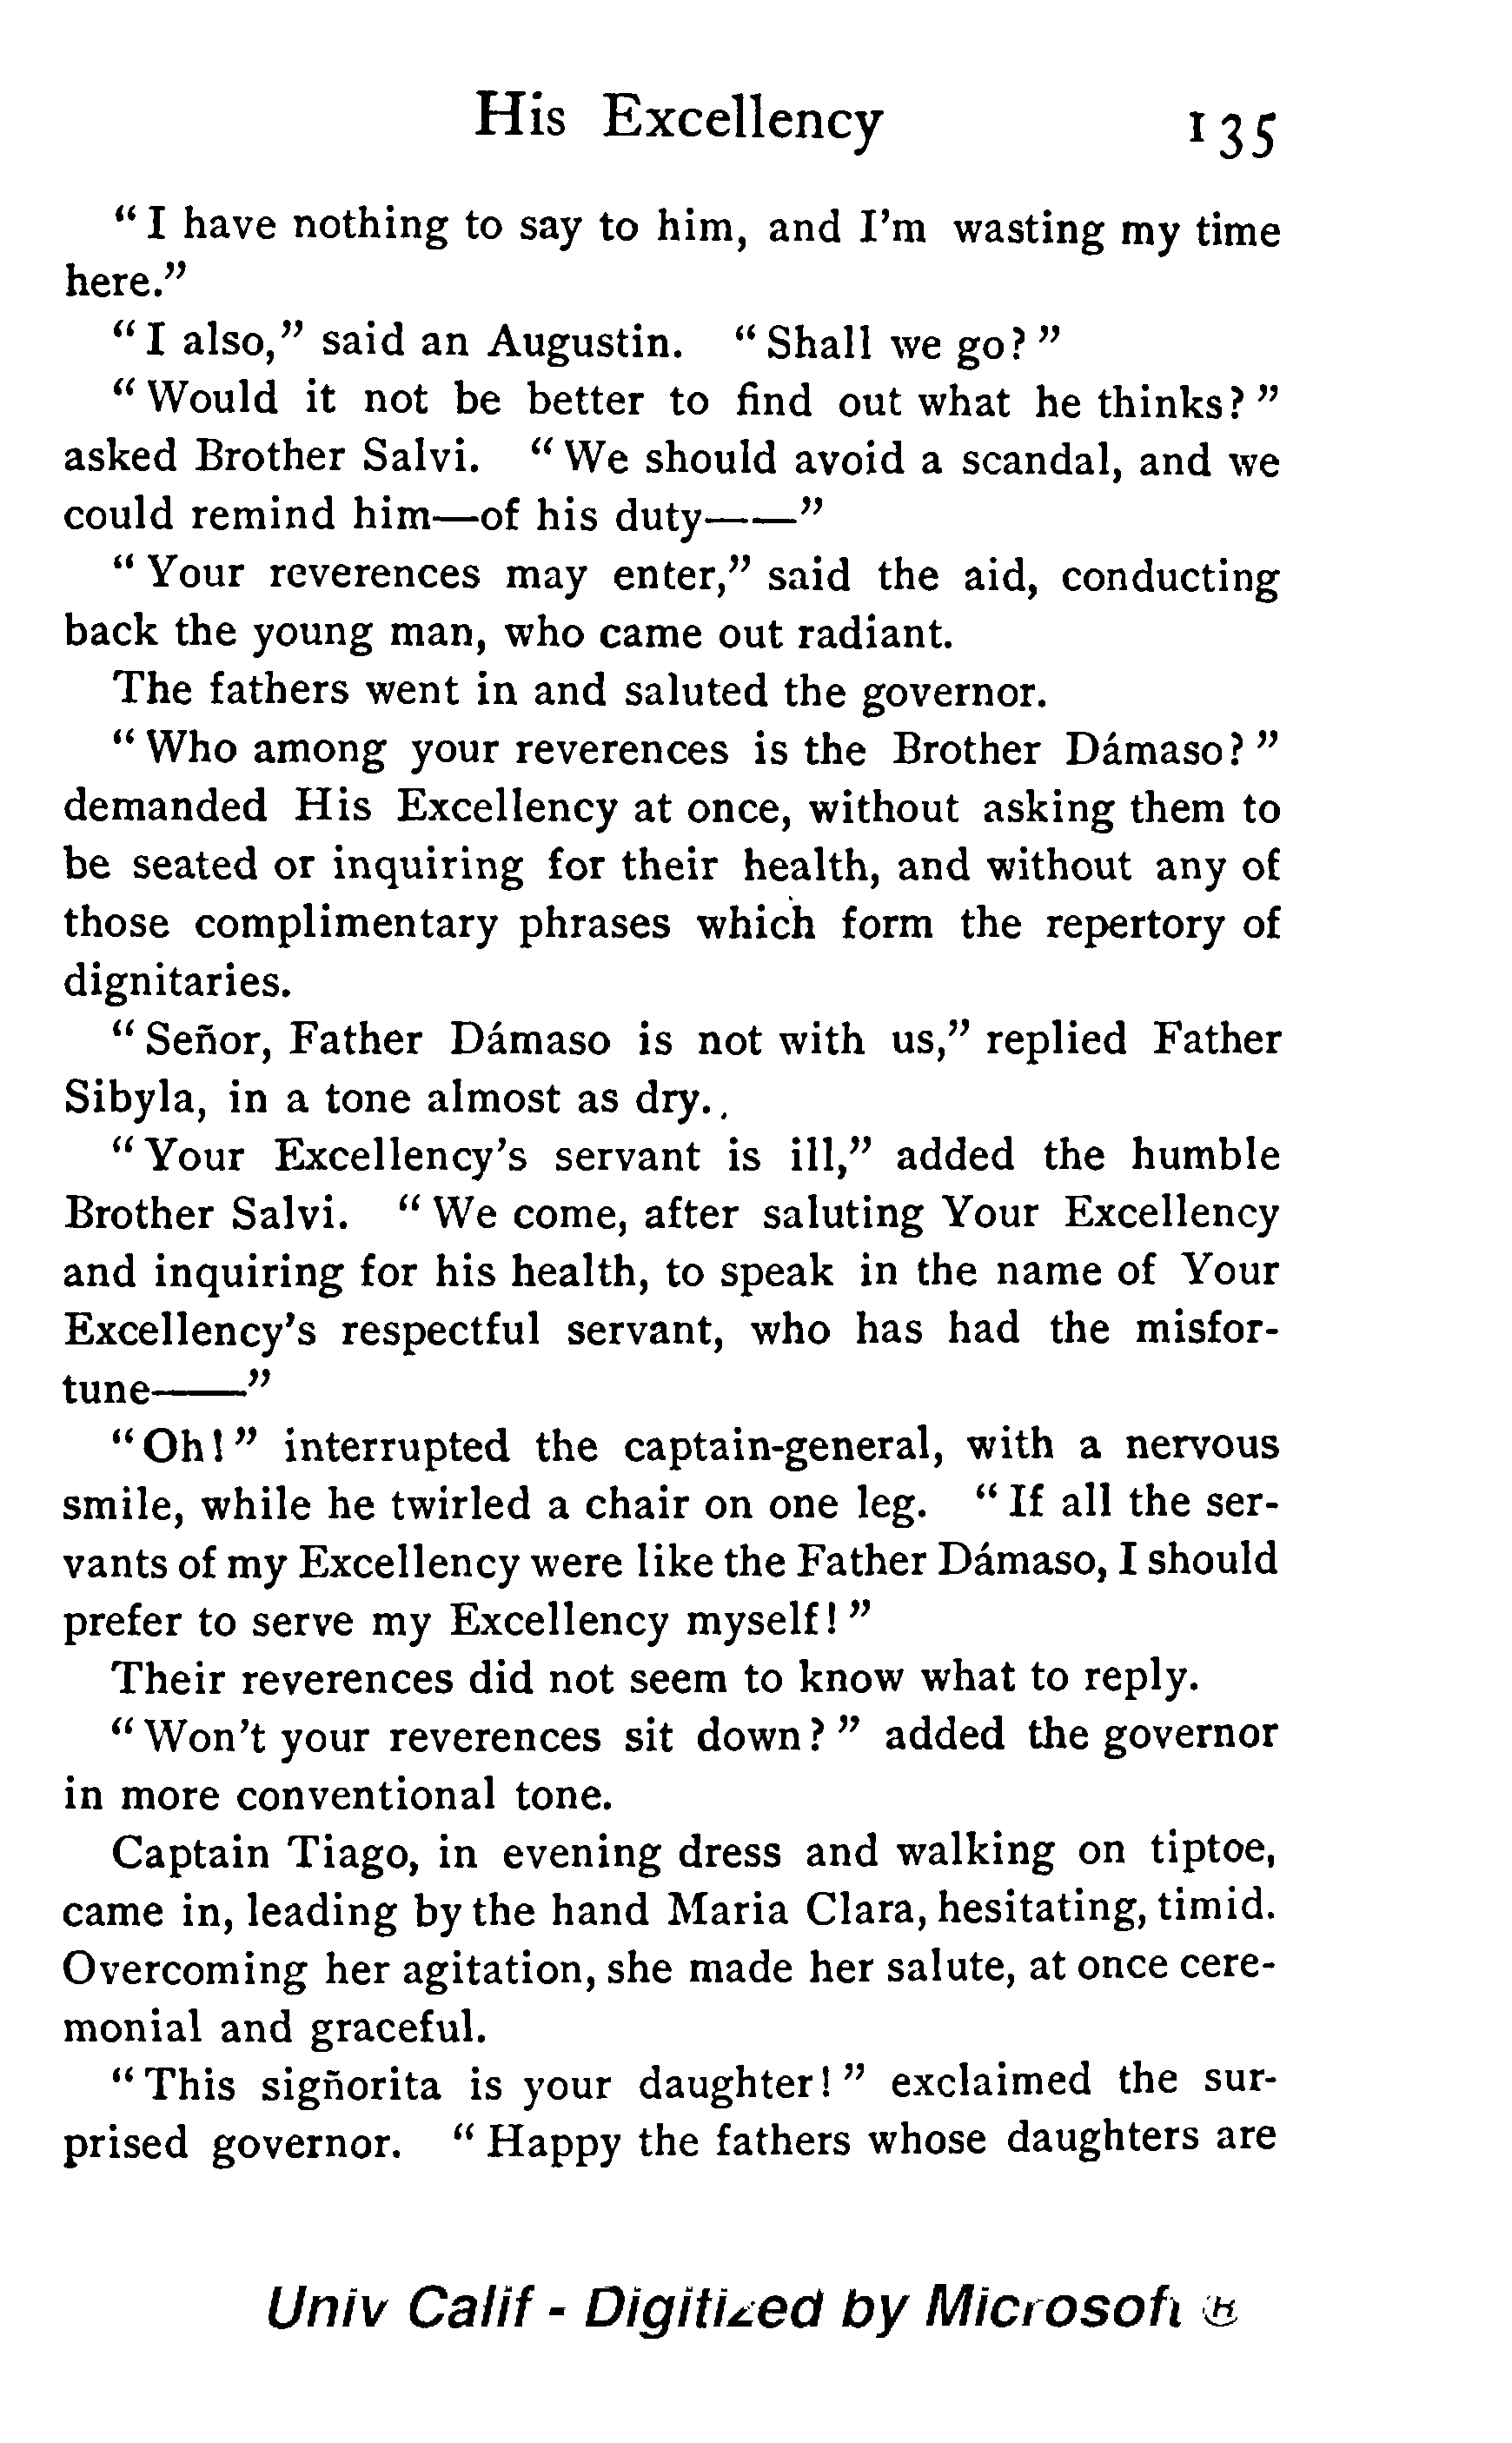 His Excellency 135
“ I have nothing to say to him, and I’m wasting my time
here.”
“ I also,” said an Augustin. “ Shall we go? ”
“ Would it not be better to find out what he thinks? ”
asked Brother Salvi. “ We should avoid a scandal, and we
could remind him—of his duty——”
“ Your reverences may enter,” said the aid, conducting
back the young man, who came out radiant.
The fathers went in and saluted the governor.
“ Who among your reverences is the Brother Dámaso? ”
demanded His Excellency at once, without asking them to
be seated or inquiring for their health, and without any of
those complimentary phrases which form the repertory of
dignitaries.
“ Señor, Father Dámaso is not with us,” replied Father
Sibyla, in a tone almost as dry.
“ Your Excellency’s servant is ill,” added the humble
Brother Salvi. “ We come, after saluting Your Excellency
and inquiring for his health, to speak in the name of Your
Excellency’s respectful servant, who has had the misfor-
tune——”
“ Oh! ” interrupted the captain-general, with a nervous
smile, while he twirled a chair on one leg. “ If all the ser-
vants of my Excellency were like the Father Dámaso, I should
prefer to serve my Excellency myself! ”
Their reverences did not seem to know what to reply.
“ Won’t your reverences sit down? ” added the governor
in more conventional tone.
Captain Tiago, in evening dress and walking on tiptoe,
came in, leading by the hand Maria Clara, hesitating, timid.
Overcoming her agitation, she made her salute, at once cere-
monial and graceful.
“ This sigñorita is your daughter! ” exclaimed the sur-
prised governor. “ Happy the fathers whose daughters are
Univ Calif - Digitized by Microsoft ®